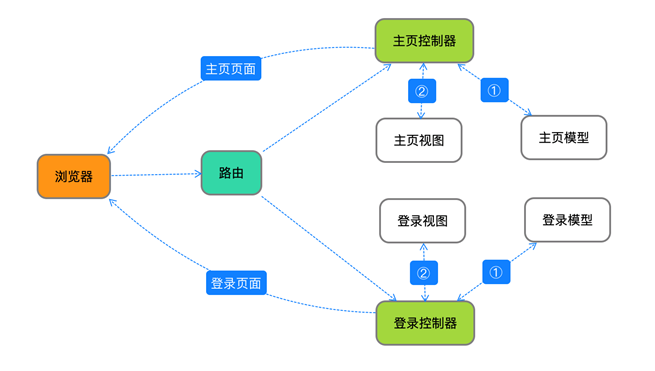 主页控制器
主页页面
②
①
主页视图
主页模型
浏览器
路由
登录视图
登录模型
②
①
登录页面
登录控制器